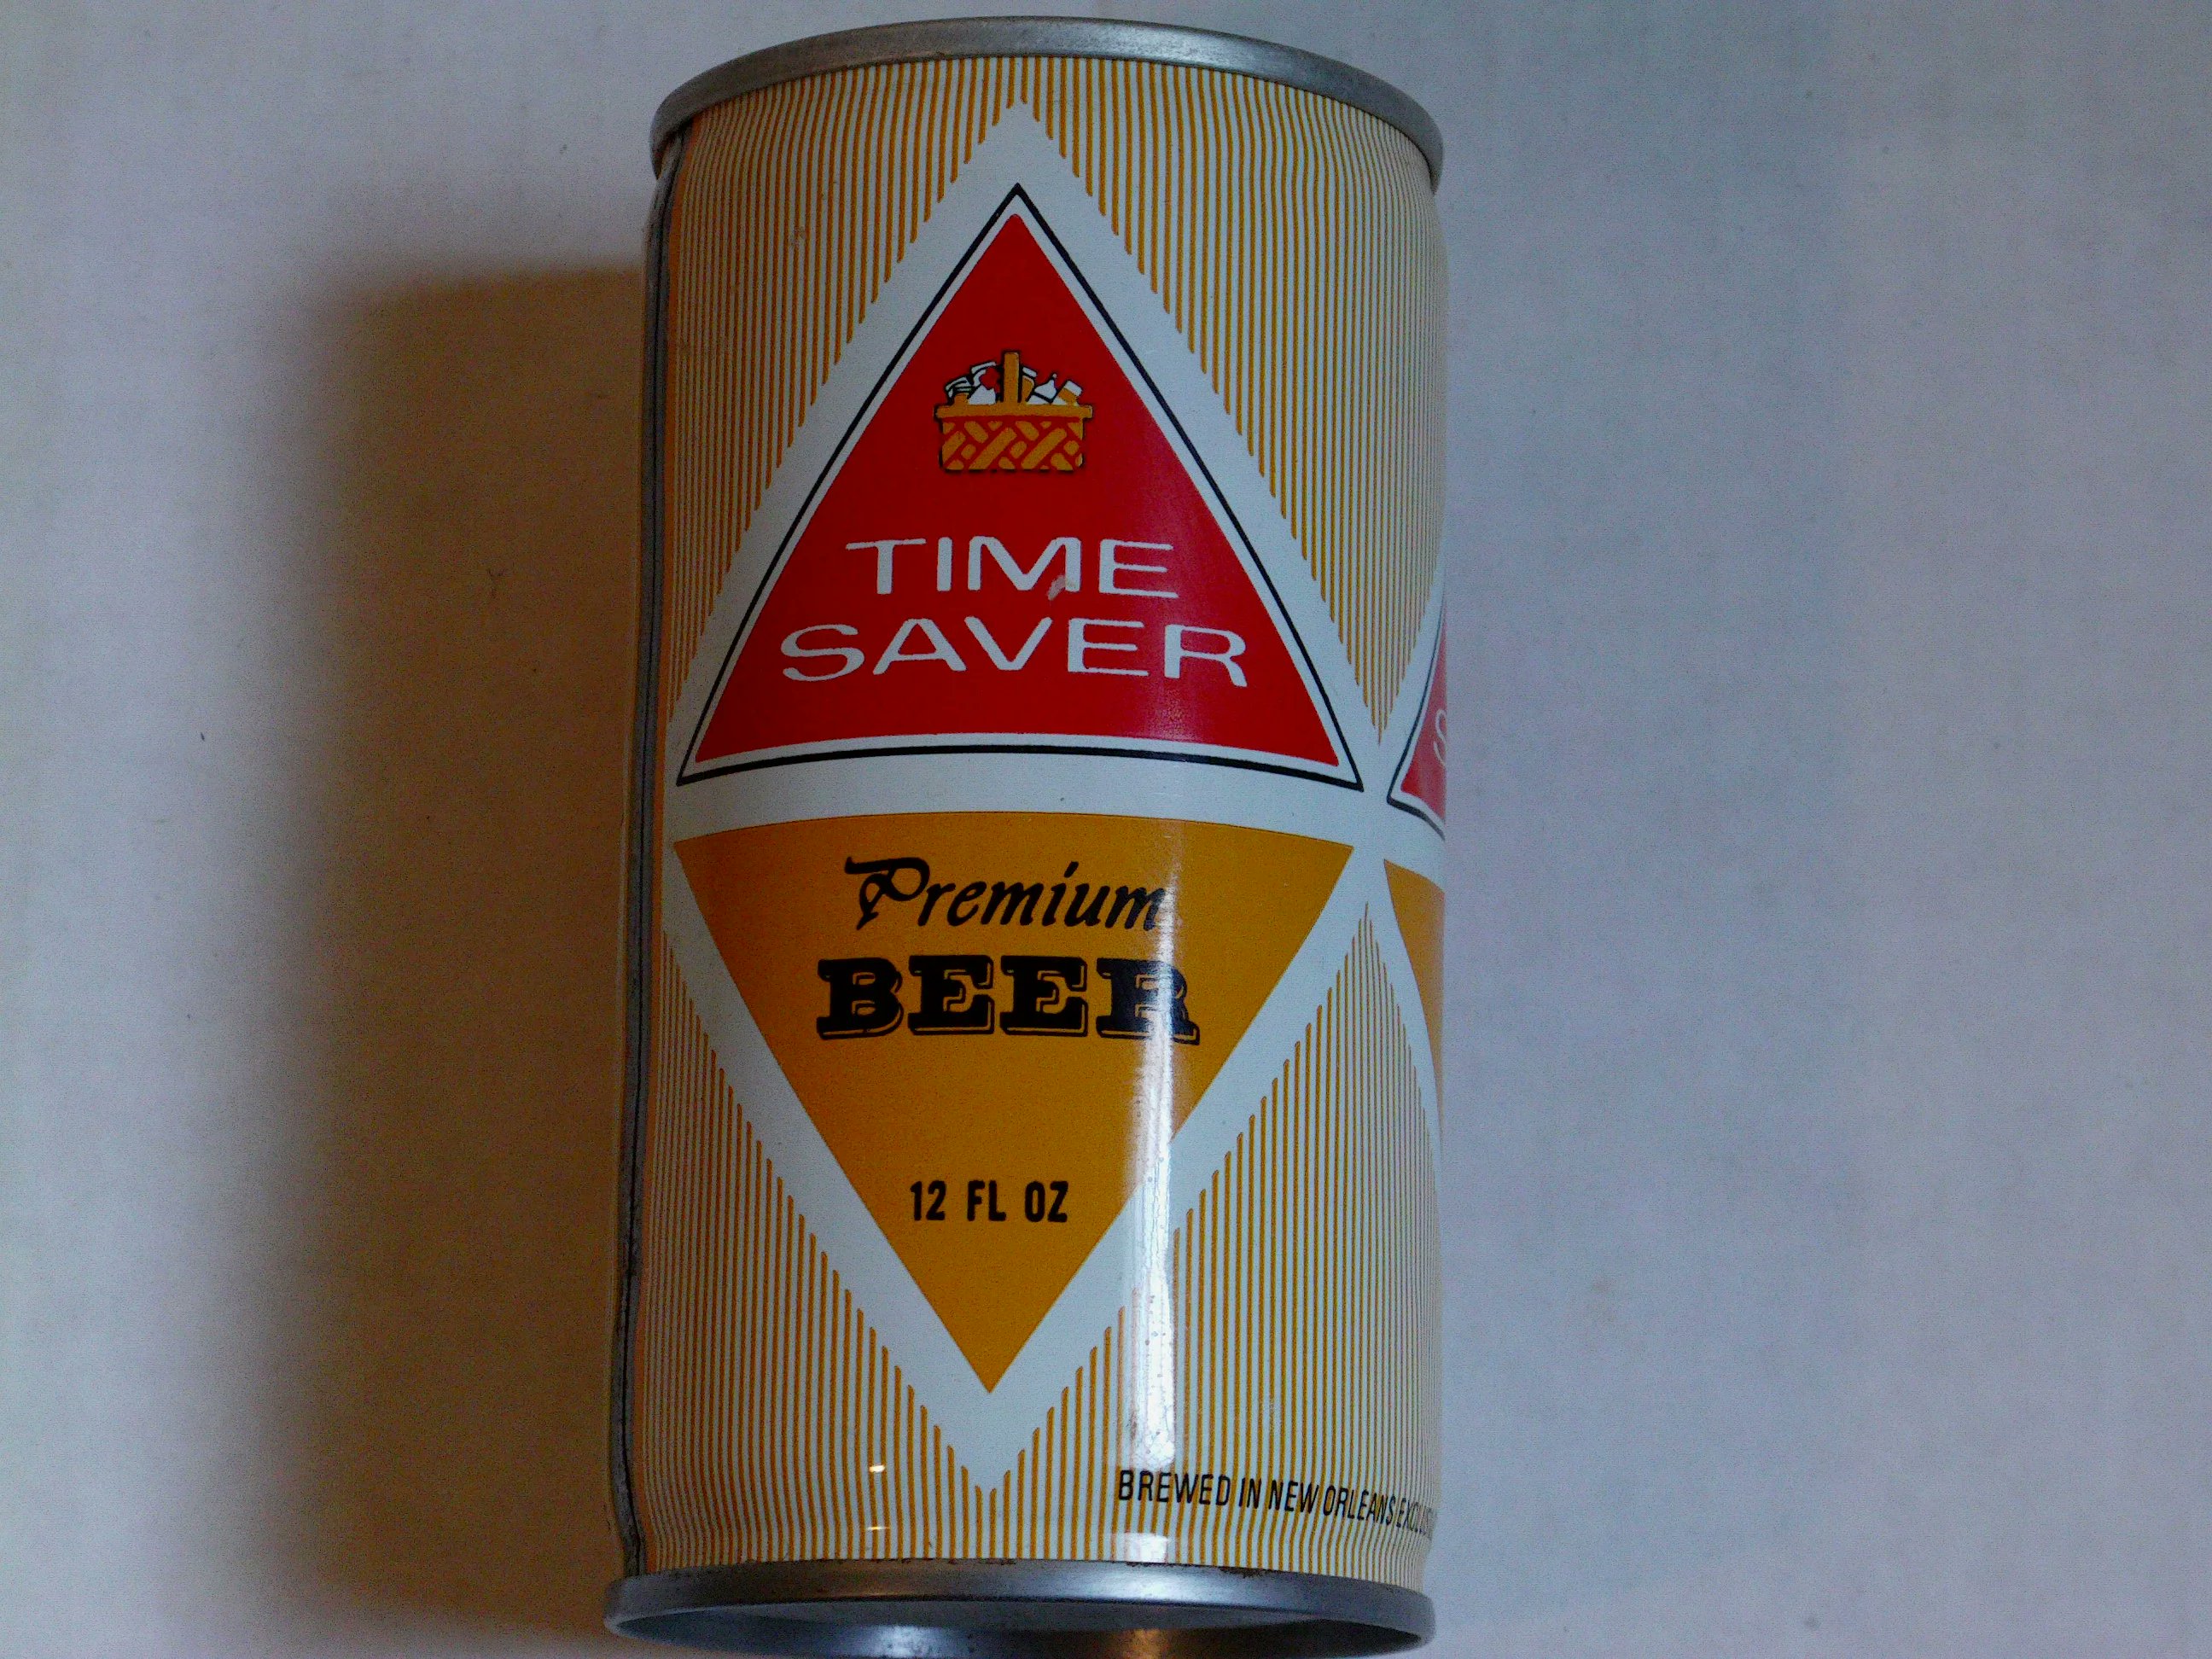 TIME
SAVER
Premium
BEER
12 FL OZ
BREWED IN NEW ORLEANS